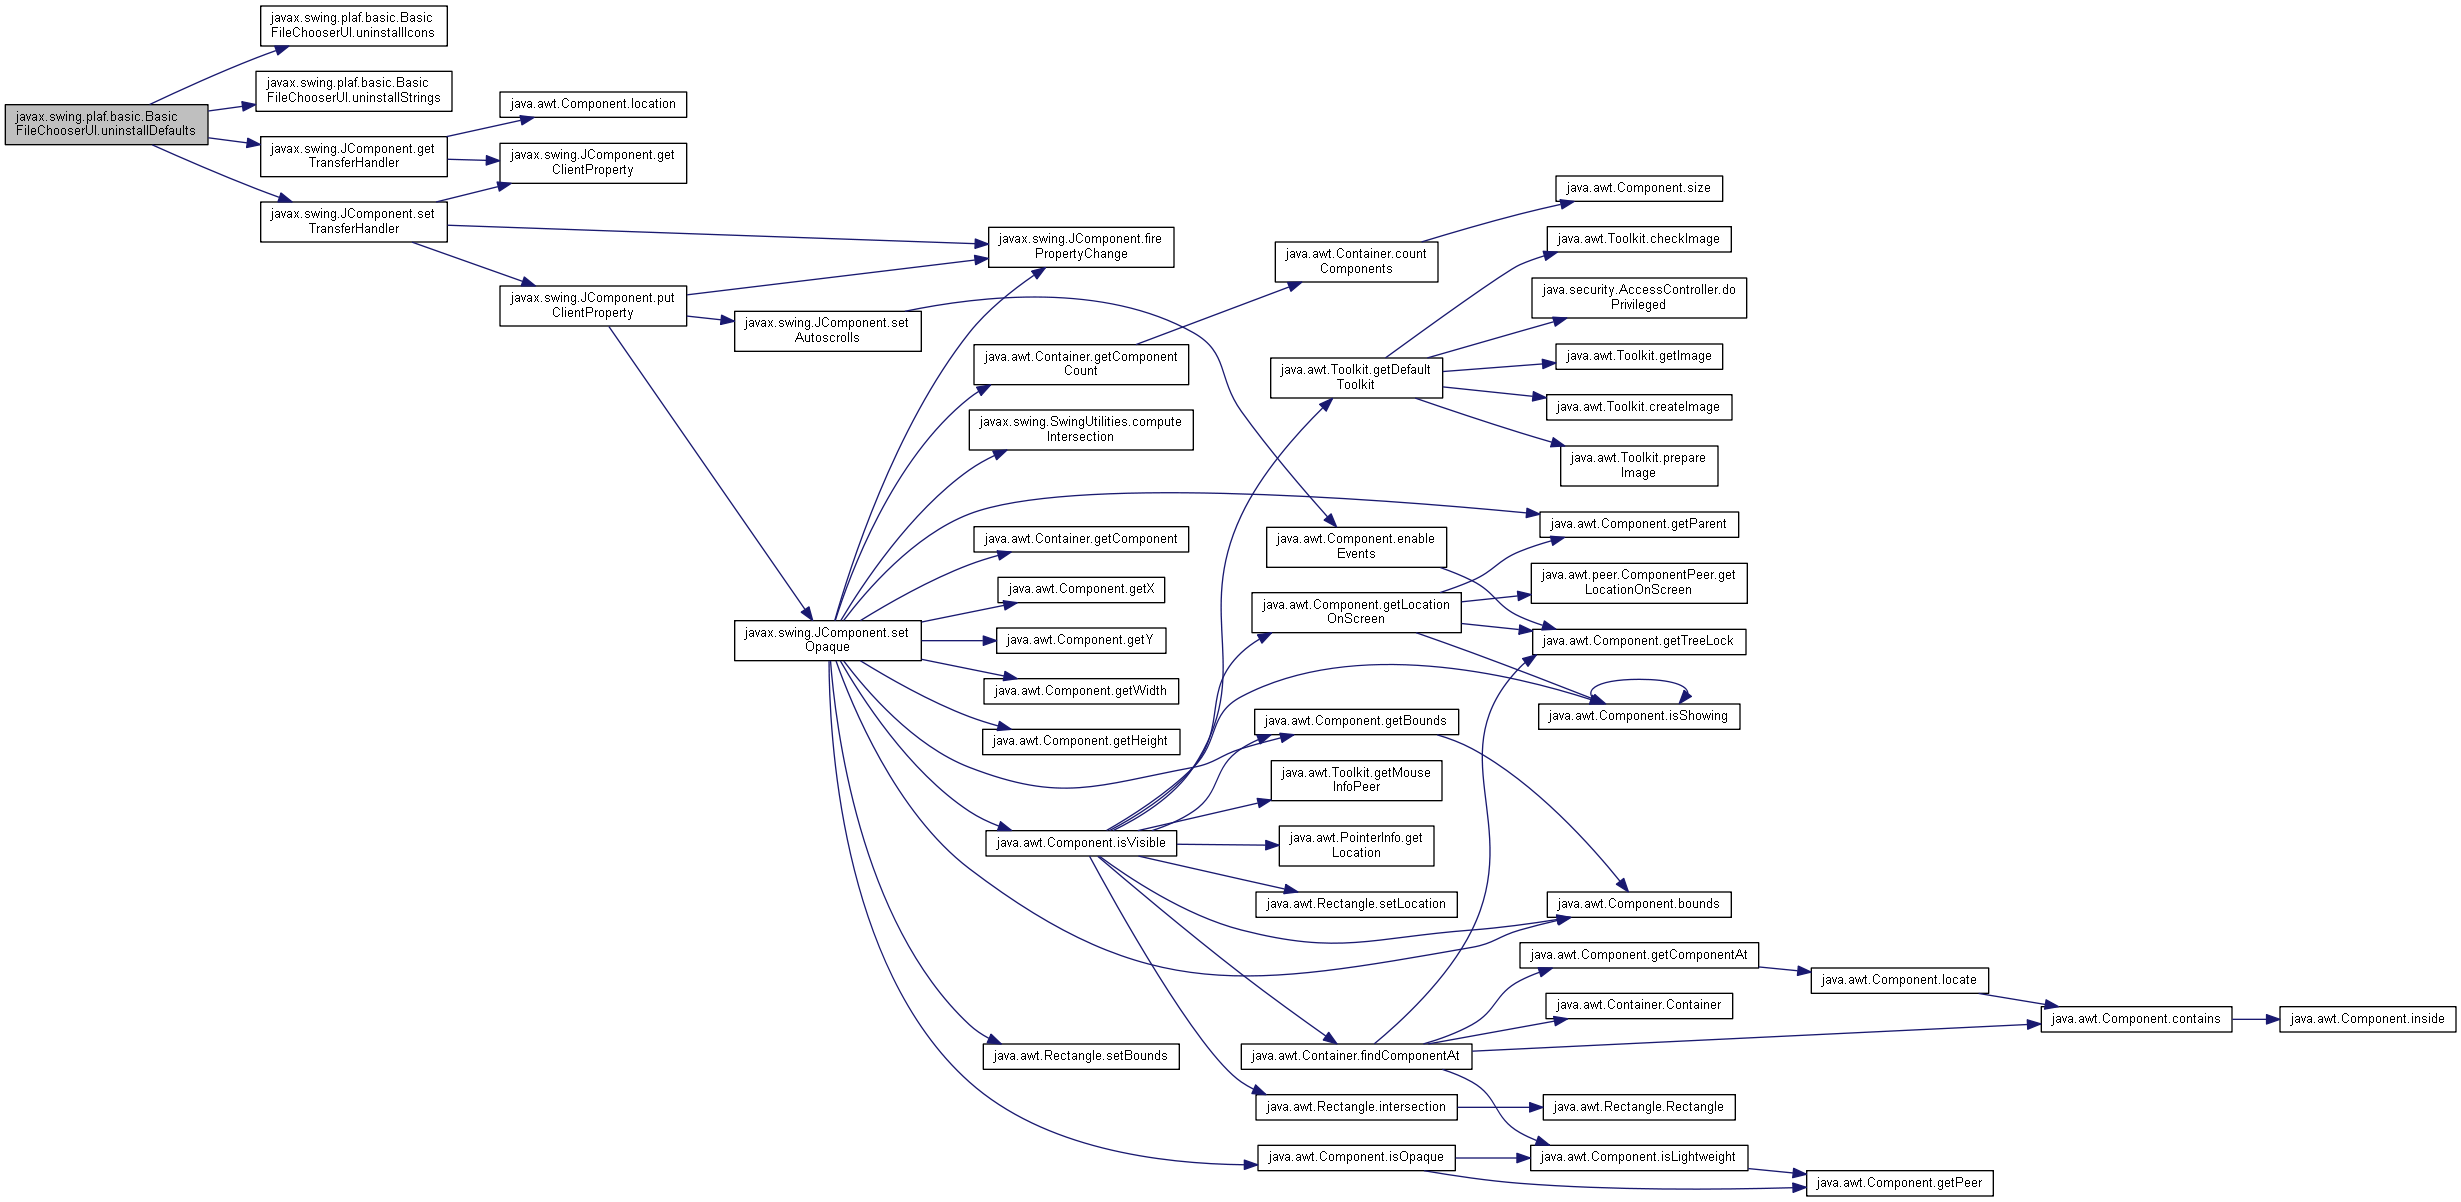 javax.swing.plaf.basic.Basic
FileChooserUI.uninstallIcons
javax.swing.plaf.basic.Basic
FileChooserUI.uninstallStrings
javax.swing.plaf.basic.Basic
FileChooserUI.uninstallDefaults
javax.swing.JComponent.get
TransferHandler
javax.swing.JComponent.set
TransferHandler
java.awt.Component.location
javax.swing.JComponent.get
ClientProperty
javax.swing.JComponent.put
ClientProperty
javax.swing.JComponent.set
Autoscrolls
javax.swing.JComponent.set
Opaque
javax.swing.JComponent.fire
PropertyChange
java.awt.Container.getComponent
Count
javax.swing.SwingUtilities.compute
Intersection
java.awt.Container.getComponent
java.awt.Component.getX
java.awt.Component.getY
java.awt.Component.getWidth
java.awt.Component.getHeight
java.awt.Component.isVisible
java.awt.Rectangle.setBounds
java.awt.Container.count
Components
java.awt.Toolkit.getDefault
Toolkit
java.awt.Component.enable
Events
java.awt.Component.getLocation
OnScreen
java.awt.Component.getBounds
java.awt.Toolkit.getMouse
InfoPeer
java.awt.PointerInfo.get
Location
java.awt.Rectangle.setLocation
java.awt.Container.findComponentAt
java.awt.Rectangle.intersection
java.awt.Component.isOpaque
java.awt.Component.size
java.awt.Toolkit.checkImage
java.security.AccessController.do
Privileged
java.awt.Toolkit.getImage
java.awt.Toolkit.createImage
java.awt.Toolkit.prepare
Image
java.awt.Component.getParent
java.awt.peer.ComponentPeer.get
LocationOnScreen
java.awt.Component.getTreeLock
java.awt.Component.isShowing
java.awt.Component.bounds
java.awt.Component.getComponentAt
java.awt.Container.Container
java.awt.Rectangle.Rectangle
java.awt.Component.isLightweight
java.awt.Component.locate
java.awt.Component.getPeer
java.awt.Component.contains
java.awt.Component.inside